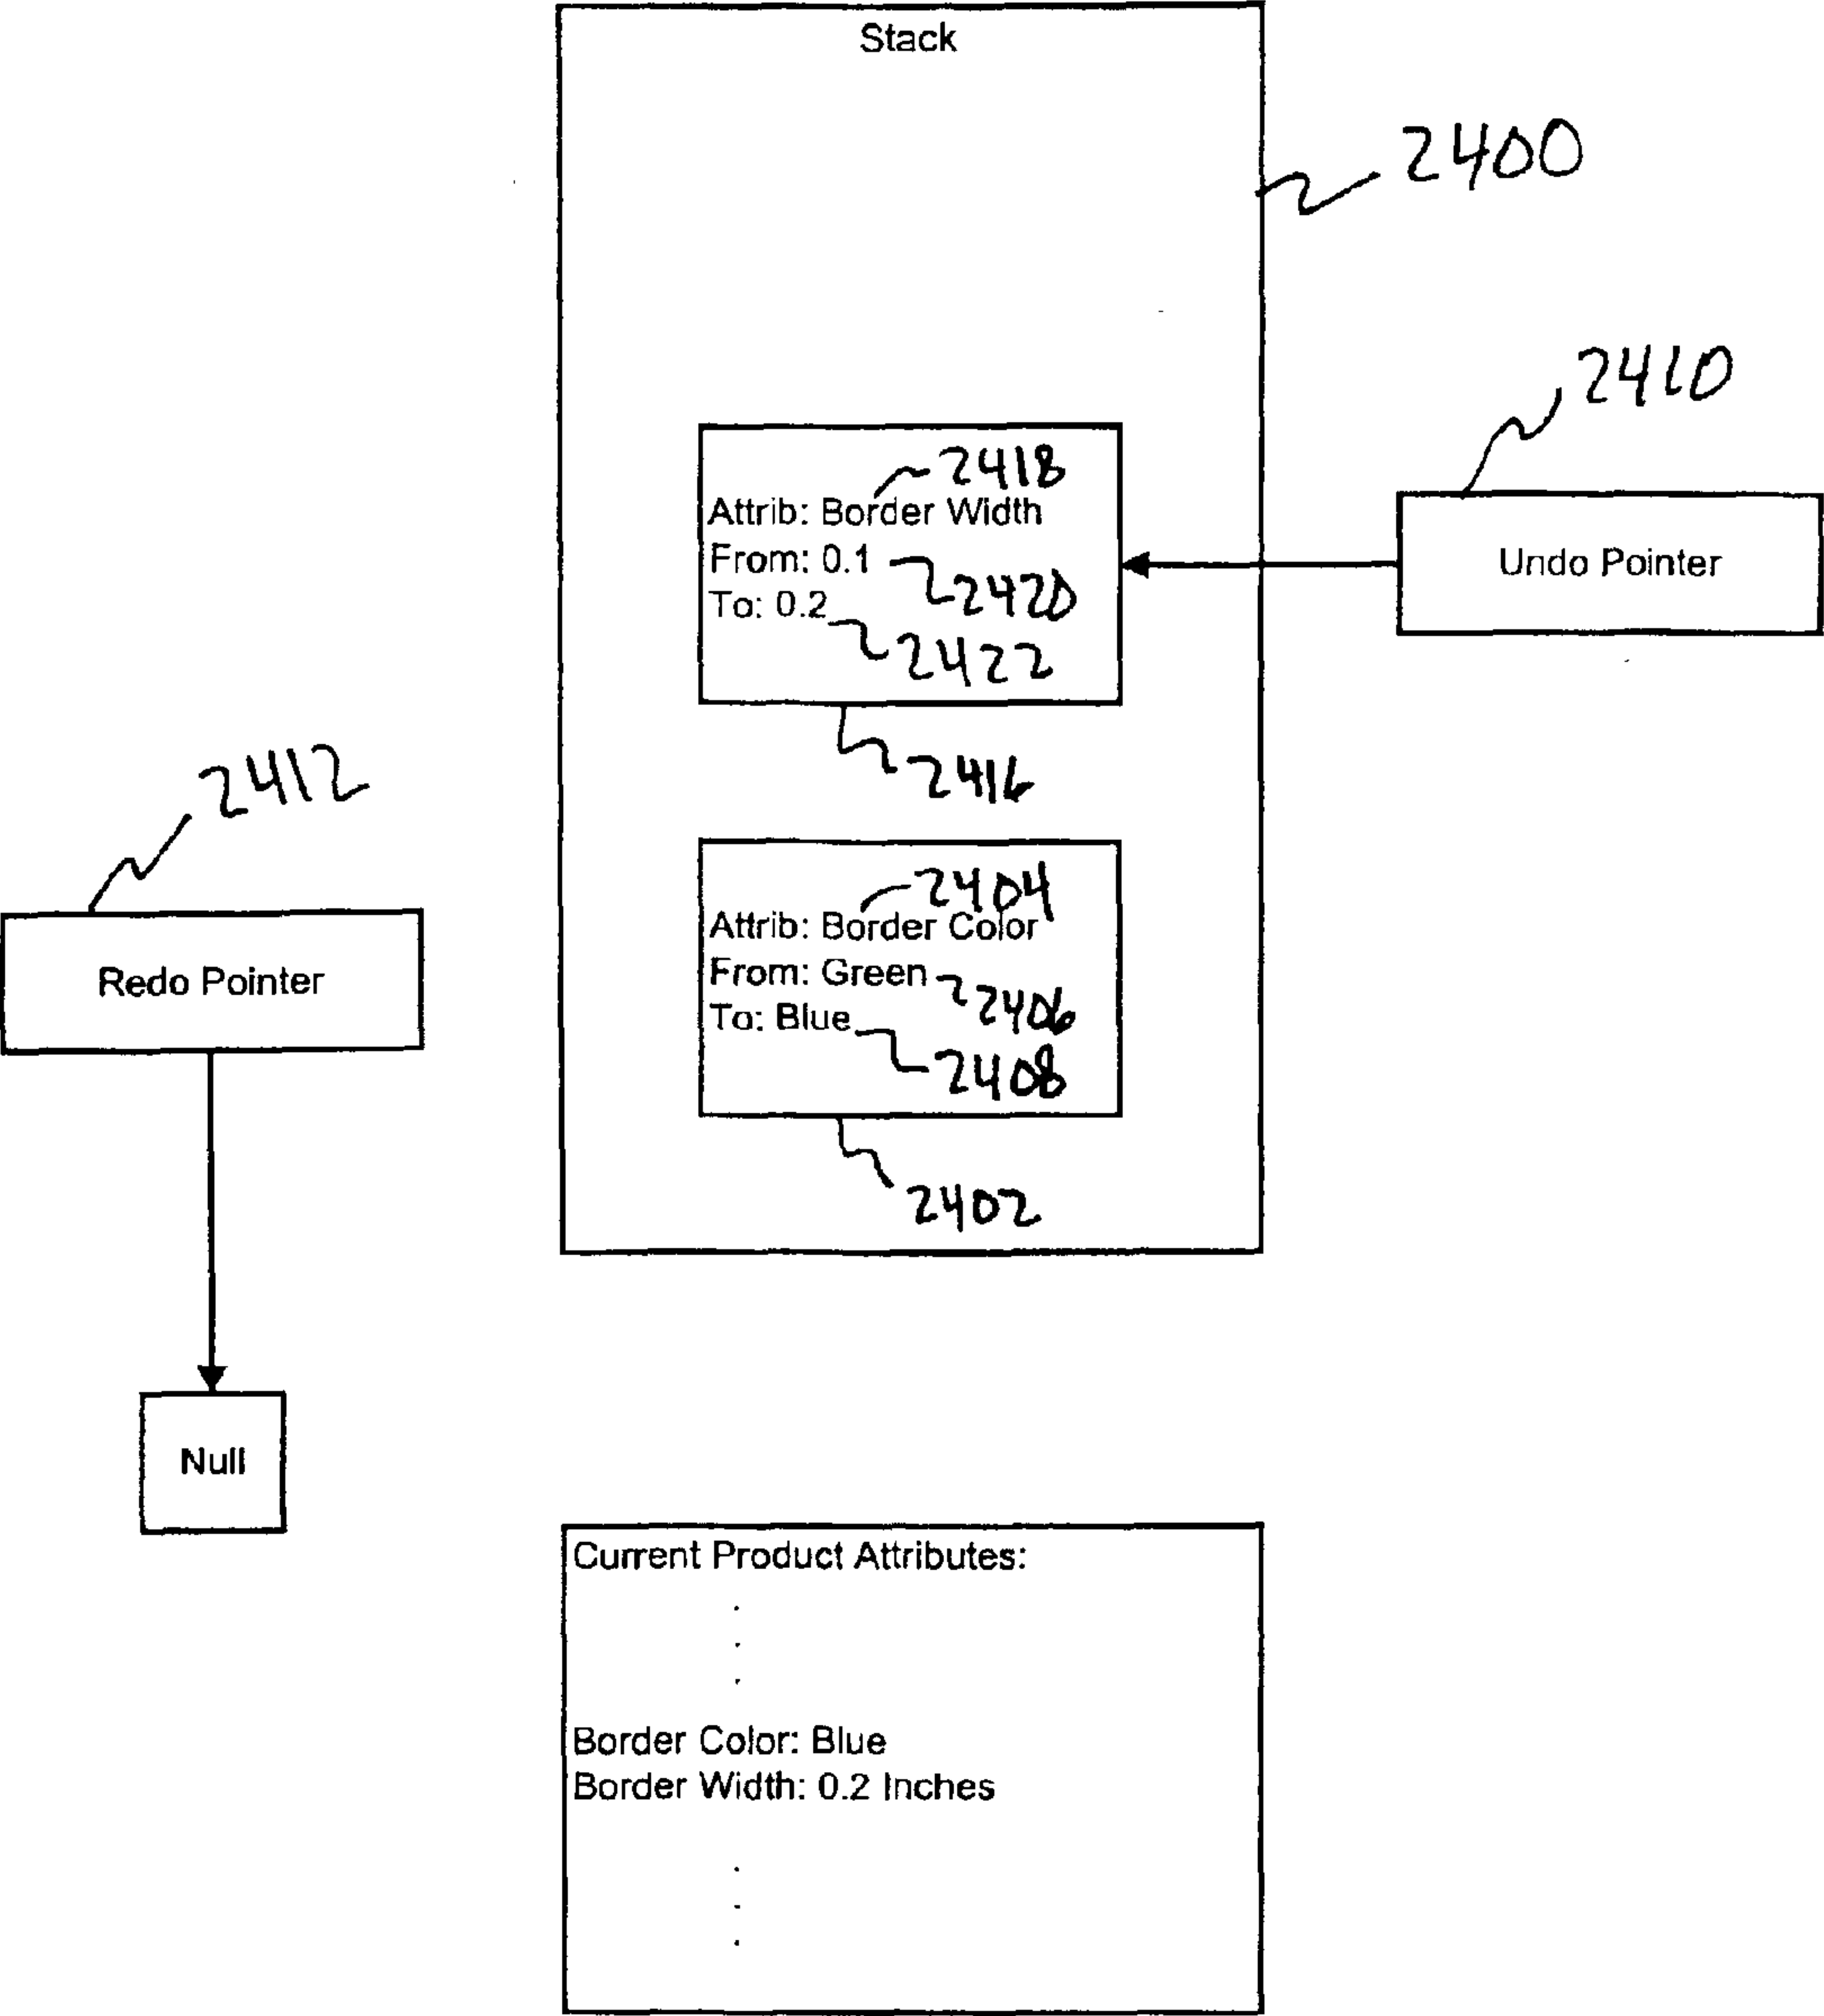 Stack
2400
2410
2418
Attrib: Border Width
From: 0.1
2420
To: 0.2
2422
Undo Pointer
2416
2412
2404
Attrib: Border Color
From: Green
2406
To: Blue
2408
Redo Pointer
2402
Null
Current Product Attributes:
Border Color: Blue
Border Width: 0.2 Inches